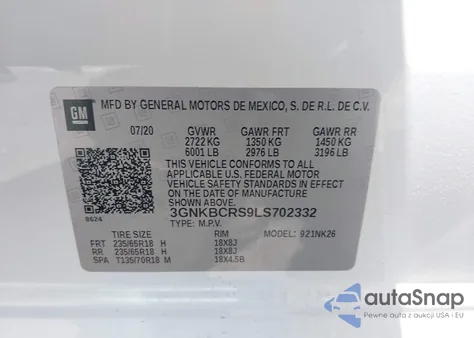 GM MFD BY GENERAL MOTORS DE MEXICO, S. DE R.L. DE C.V.
07/20 GVWR GAWR FRT GAWR RR
2722 KG 1350 KG 1450 KG
6001 LB 2976 LB 3196 LB
THIS VEHICLE CONFORMS TO ALL
APPLICABLE U.S. FEDERAL MOTOR
VEHICLE SAFETY STANDARDS IN
EFFECT ON THE DATE OF MANUFACTURE
SHOWN ABOVE.
8624 3GNKBCRS9LS702332
TYPE: M.P.V.
TIRE SIZE RIM MODEL: 921NK26
FRT 235/65R18 H 18X8J
RR 235/65R18 H 18X8J
SPA T135/70R18 M 18X4.5B
autoSnap
Pewne auta z aukcji w USA i EU